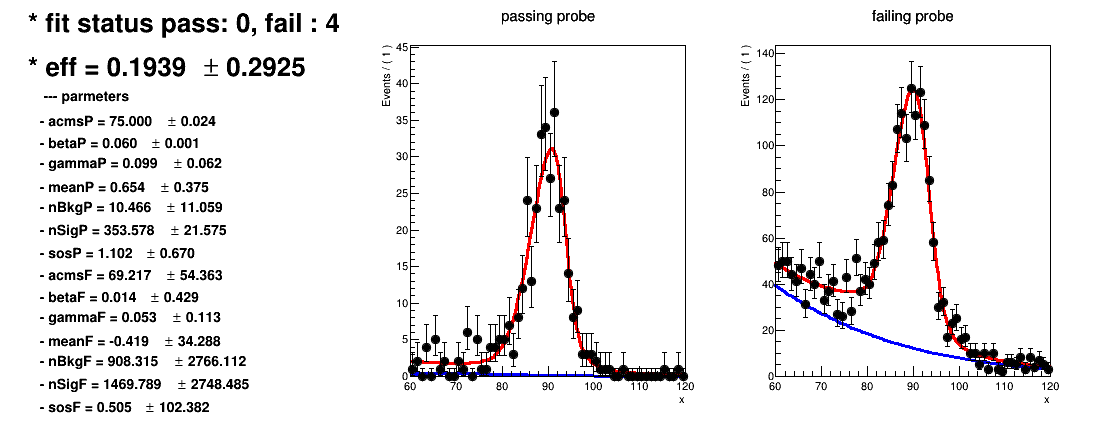 * fit status pass: 0, fail : 4
* eff = 0.1939 ± 0.2925
--- parmeters
- acmsP = 75.000 ± 0.024
- betaP = 0.060 ± 0.001
- gammaP = 0.099 ± 0.062
- meanP = 0.654 ± 0.375
- nBkgP = 10.466 ± 11.059
- nSigP = 353.578 ± 21.575
- sosP = 1.102 ± 0.670
- acmsF = 69.217 ± 54.363
- betaF = 0.014 ± 0.429
- gammaF = 0.053 ± 0.113
- meanF = -0.419 ± 34.288
- nBkgF = 908.315 ± 2766.112
- nSigF = 1469.789 ± 2748.485
- sosF = 0.505 ± 102.382
passing probe
Events / ( 1 )
45
40
35
30
25
20
15
10
5
0
60 70 80 90 100 110 120
x
failing probe
Events / ( 1 )
140
120
100
80
60
40
20
0
60 70 80 90 100 110 120
x